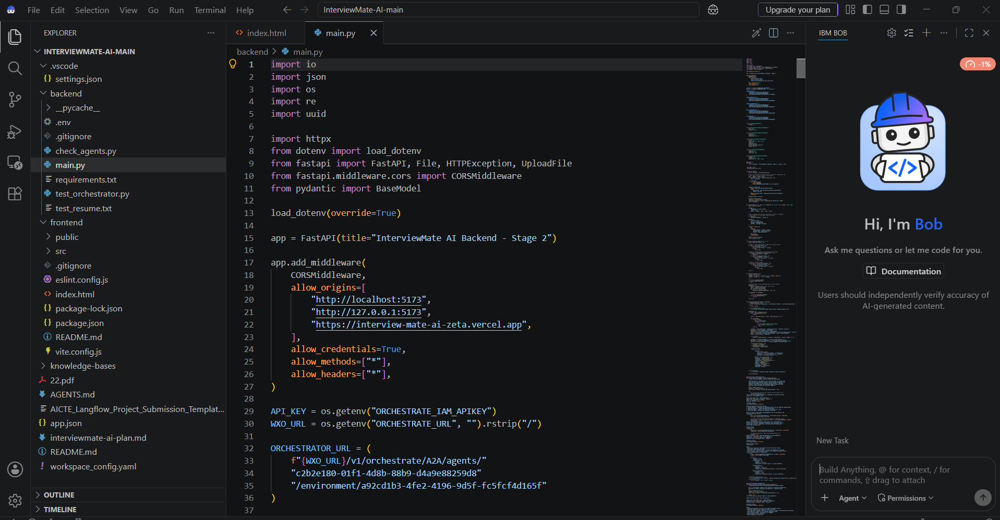 File Edit Selection View Go Run Terminal Help
InterviewMate-AI-main
Upgrade your plan
EXPLORER
INTERVIEWMATE-AI-MAIN
.vscode
settings.json
backend
__pycache__
.env
.gitignore
check_agents.py
main.py
requirements.txt
test_orchestrator.py
test_resume.txt
frontend
public
src
.gitignore
eslint.config.js
index.html
package-lock.json
package.json
README.md
vite.config.js
knowledge-bases
22.pdf
AGENTS.md
AICTE_Langflow_Project_Submission_Templat...
app.json
interviewmate-ai-plan.md
README.md
workspace_config.yaml
OUTLINE
TIMELINE
index.html
main.py
backend > main.py
1 import io
2 import json
3 import os
4 import re
5 import uuid
6
7 import httpx
8 from dotenv import load_dotenv
9 from fastapi import FastAPI, File, HTTPException, UploadFile
10 from fastapi.middleware.cors import CORSMiddleware
11 from pydantic import BaseModel
12
13 load_dotenv(override=True)
14
15 app = FastAPI(title="InterviewMate AI Backend - Stage 2")
16
17 app.add_middleware(
18     CORSMiddleware,
19     allow_origins=[
20         "http://localhost:5173",
21         "http://127.0.0.1:5173",
22         "https://interview-mate-ai-zeta.vercel.app",
23     ],
24     allow_credentials=True,
25     allow_methods=["*"],
26     allow_headers=["*"],
27 )
28
29 API_KEY = os.getenv("ORCHESTRATE_IAM_APIKEY")
30 WXO_URL = os.getenv("ORCHESTRATE_URL", "").rstrip("/")
31
32 ORCHESTRATOR_URL = (
33     f"{WXO_URL}/v1/orchestrate/A2A/agents/"
34     "c2b2e180-01f1-4d8b-88b9-d4a9e88259d8"
35     "/environment/a92cd1b3-4fe2-4196-9d5f-fc5fcf4d165f"
36 )
37
IBM BOB
-1%
Hi, I'm Bob
Ask me questions or let me code for you.
Documentation
Users should independently verify accuracy of
AI-generated content.
New Task
Build Anything, @ for context, / for
commands, ⇧ drag to attach
Agent
Permissions